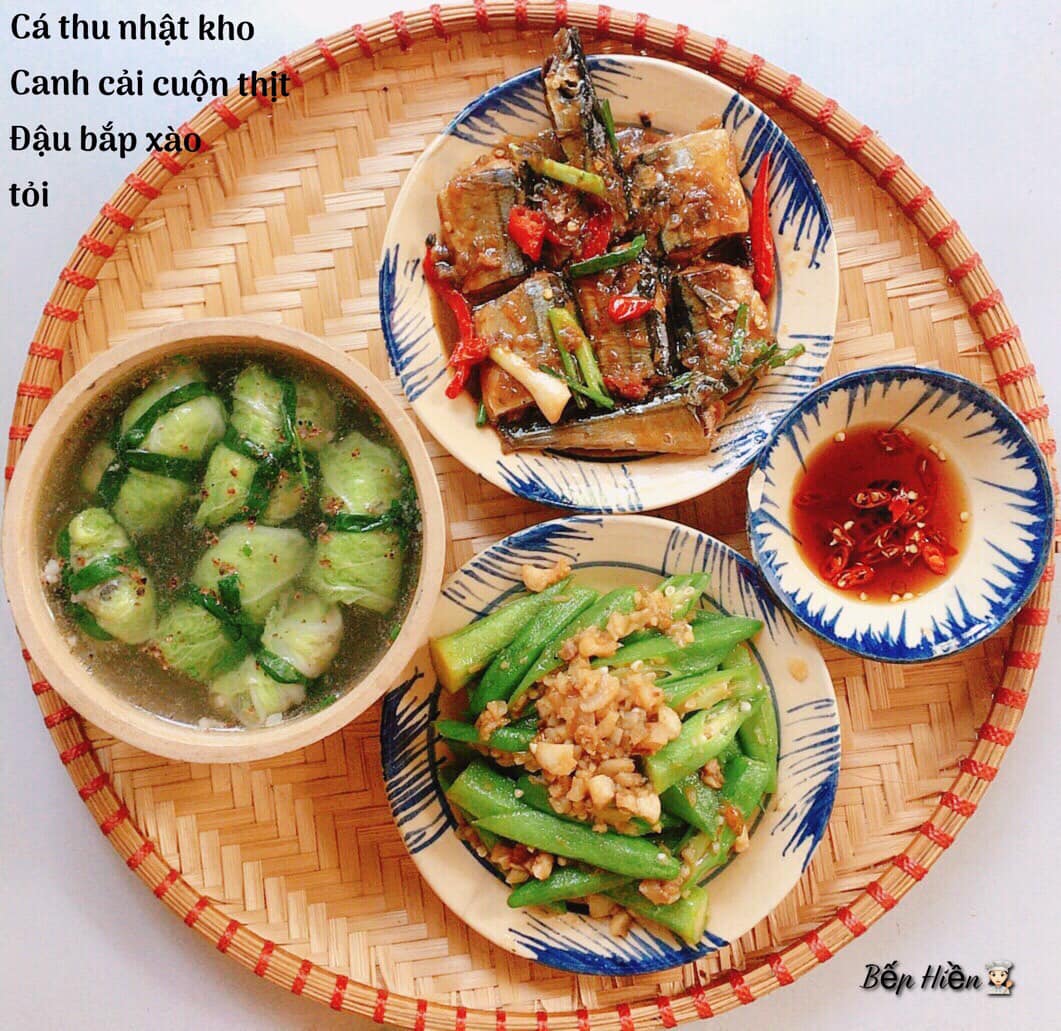 Cá thu nhật kho
Canh cải cuộn thịt
Đậu bắp xào
tỏi
Bếp Hiền